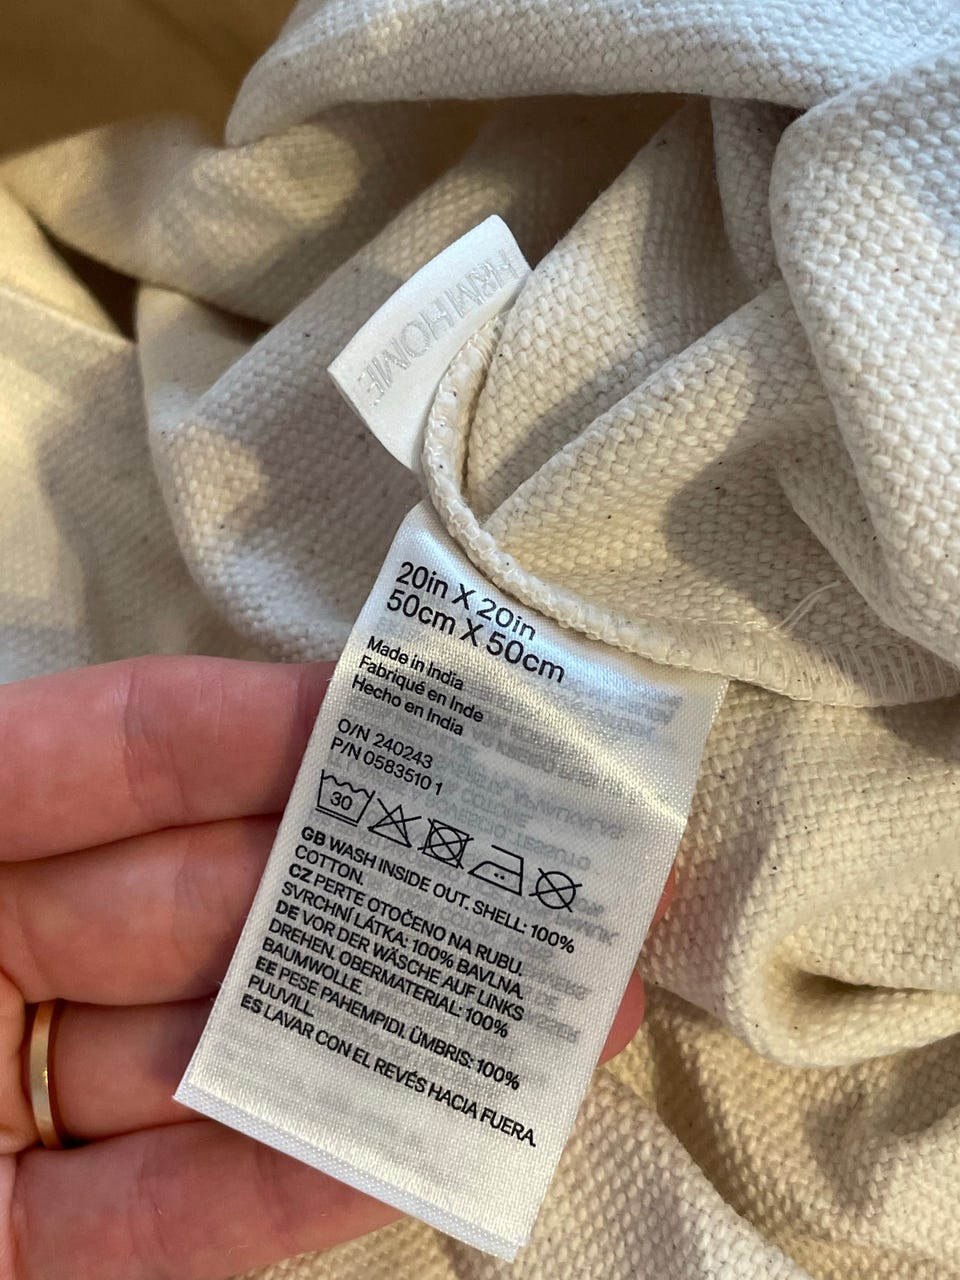 H&M HOME
20in X 20in
50cm X 50cm
Made in India
Fabriqué en Inde
Hecho en India
O/N 240243
P/N 0583510 1
30
GB WASH INSIDE OUT. SHELL: 100%
COTTON.
CZ PERTE OTOČENO NA RUBU.
SVRCHNÍ LÁTKA: 100% BAVLNA.
DE VOR DER WÄSCHE AUF LINKS
DREHEN. OBERMATERIAL: 100%
BAUMWOLLE.
EE PESE PAHEMPIDI. ÜMBRIS: 100%
PUUVILL.
ES LAVAR CON EL REVÉS HACIA FUERA.